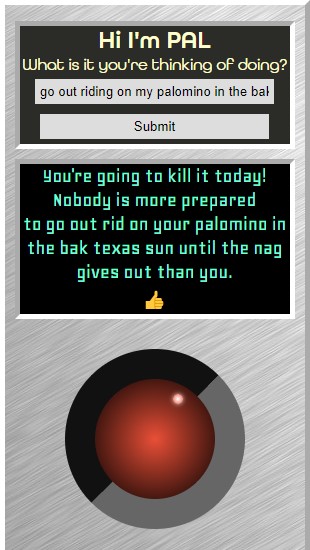 Hi I'm PAL
What is it you're thinking of doing?
go out riding on my palomino in the bak
Submit
You're going to kill it today!
Nobody is more prepared
to go out rid on your palomino in
the bak texas sun until the nag
gives out than you.
👍